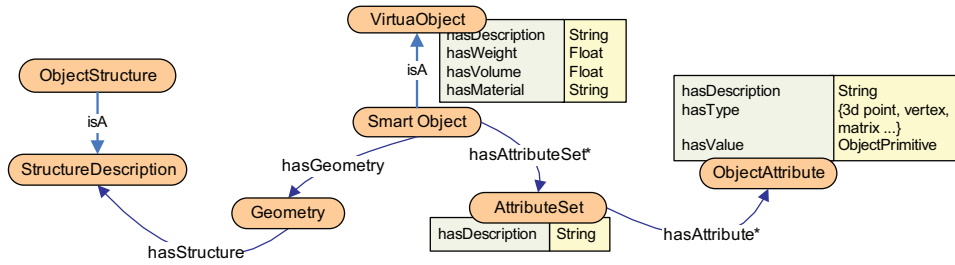 VirtuaObject
hasDescription String
hasWeight Float
hasVolume Float
hasMaterial String
isA
ObjectStructure
isA
StructureDescription
Smart Object
hasGeometry
hasAttributeSet*
hasDescription String
hasType {3d point, vertex,
matrix ...}
hasValue ObjectPrimitive
ObjectAttribute
Geometry
AttributeSet
hasDescription String
hasStructure
hasAttribute*